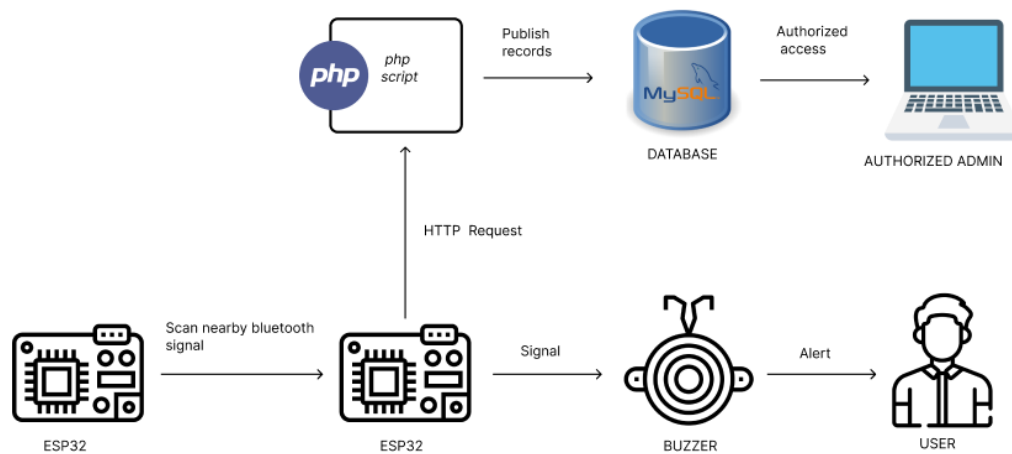 php
php
script
Publish
records
MySQL
DATABASE
Authorized
access
AUTHORIZED ADMIN
HTTP Request
ESP32
Scan nearby bluetooth
signal
ESP32
Signal
BUZZER
Alert
USER